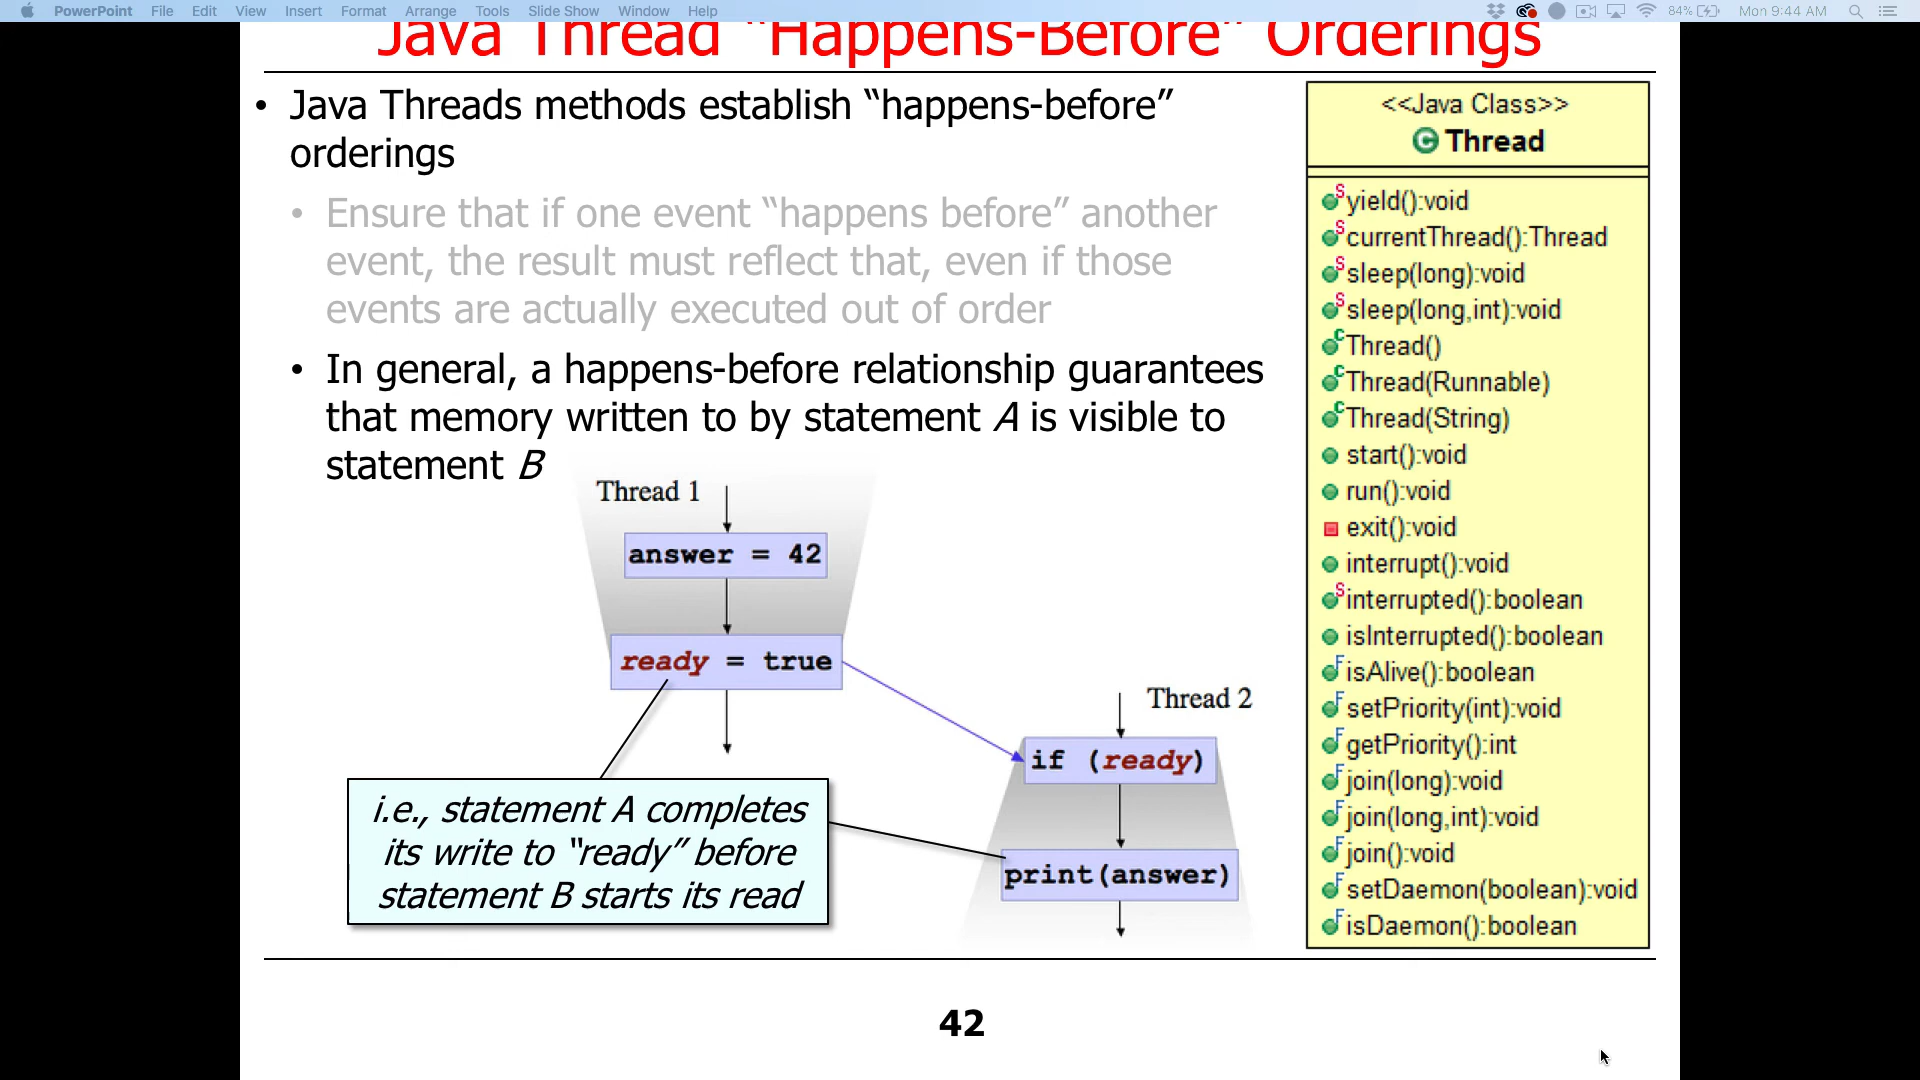 PowerPoint File Edit View Insert Format Arrange Tools Slide Show Window Help 84% Mon 9:44 AM
Java Thread “Happens-Before” Orderings
• Java Threads methods establish “happens-before”
orderings
• Ensure that if one event “happens before” another
event, the result must reflect that, even if those
events are actually executed out of order
• In general, a happens-before relationship guarantees
that memory written to by statement A is visible to
statement B
Thread 1
answer = 42
ready = true
Thread 2
if (ready)
print(answer)
i.e., statement A completes
its write to “ready” before
statement B starts its read
<<Java Class>>
C Thread
S yield():void
S currentThread():Thread
S sleep(long):void
S sleep(long,int):void
C Thread()
C Thread(Runnable)
C Thread(String)
start():void
run():void
exit():void
interrupt():void
S interrupted():boolean
isInterrupted():boolean
F isAlive():boolean
F setPriority(int):void
F getPriority():int
F join(long):void
F join(long,int):void
F join():void
F setDaemon(boolean):void
F isDaemon():boolean
42